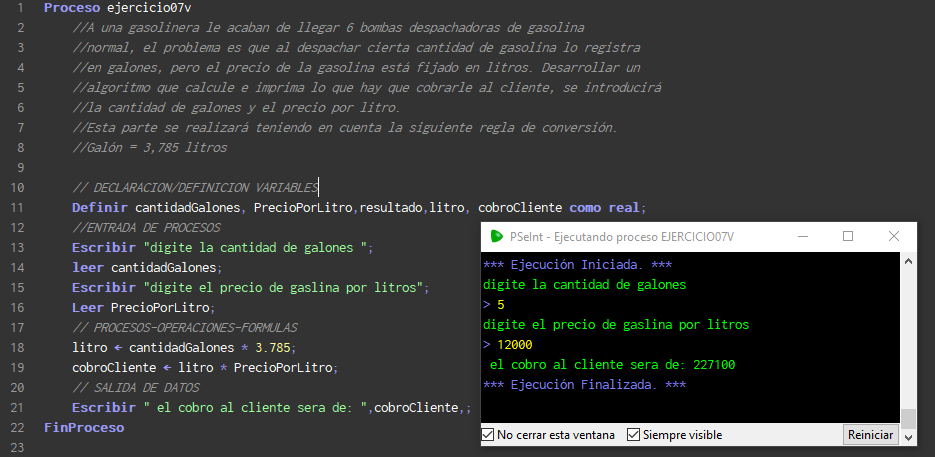 1 Proceso ejercicio07v
2 //A una gasolinera le acaban de llegar 6 bombas despachadoras de gasolina
3 //normal, el problema es que al despachar cierta cantidad de gasolina lo registra
4 //en galones, pero el precio de la gasolina está fijado en litros. Desarrollar un
5 //algoritmo que calcule e imprima lo que hay que cobrarle al cliente, se introducirá
6 //la cantidad de galones y el precio por litro.
7 //Esta parte se realizará teniendo en cuenta la siguiente regla de conversión.
8 //Galón = 3,785 litros
9
10 // DECLARACION/DEFINICION VARIABLES
11 Definir cantidadGalones, PrecioPorLitro,resultado,litro, cobroCliente como real;
12 //ENTRADA DE PROCESOS
13 Escribir "digite la cantidad de galones ";
14 leer cantidadGalones;
15 Escribir "digite el precio de gaslina por litros";
16 Leer PrecioPorLitro;
17 // PROCESOS-OPERACIONES-FORMULAS
18 litro ← cantidadGalones * 3.785;
19 cobroCliente ← litro * PrecioPorLitro;
20 // SALIDA DE DATOS
21 Escribir " el cobro al cliente sera de: ",cobroCliente,;
22 FinProceso
23
PSeInt - Ejecutando proceso EJERCICIO07V
*** Ejecución Iniciada. ***
digite la cantidad de galones
> 5
digite el precio de gaslina por litros
> 12000
el cobro al cliente sera de: 227100
*** Ejecución Finalizada. ***
No cerrar esta ventana Siempre visible Reiniciar